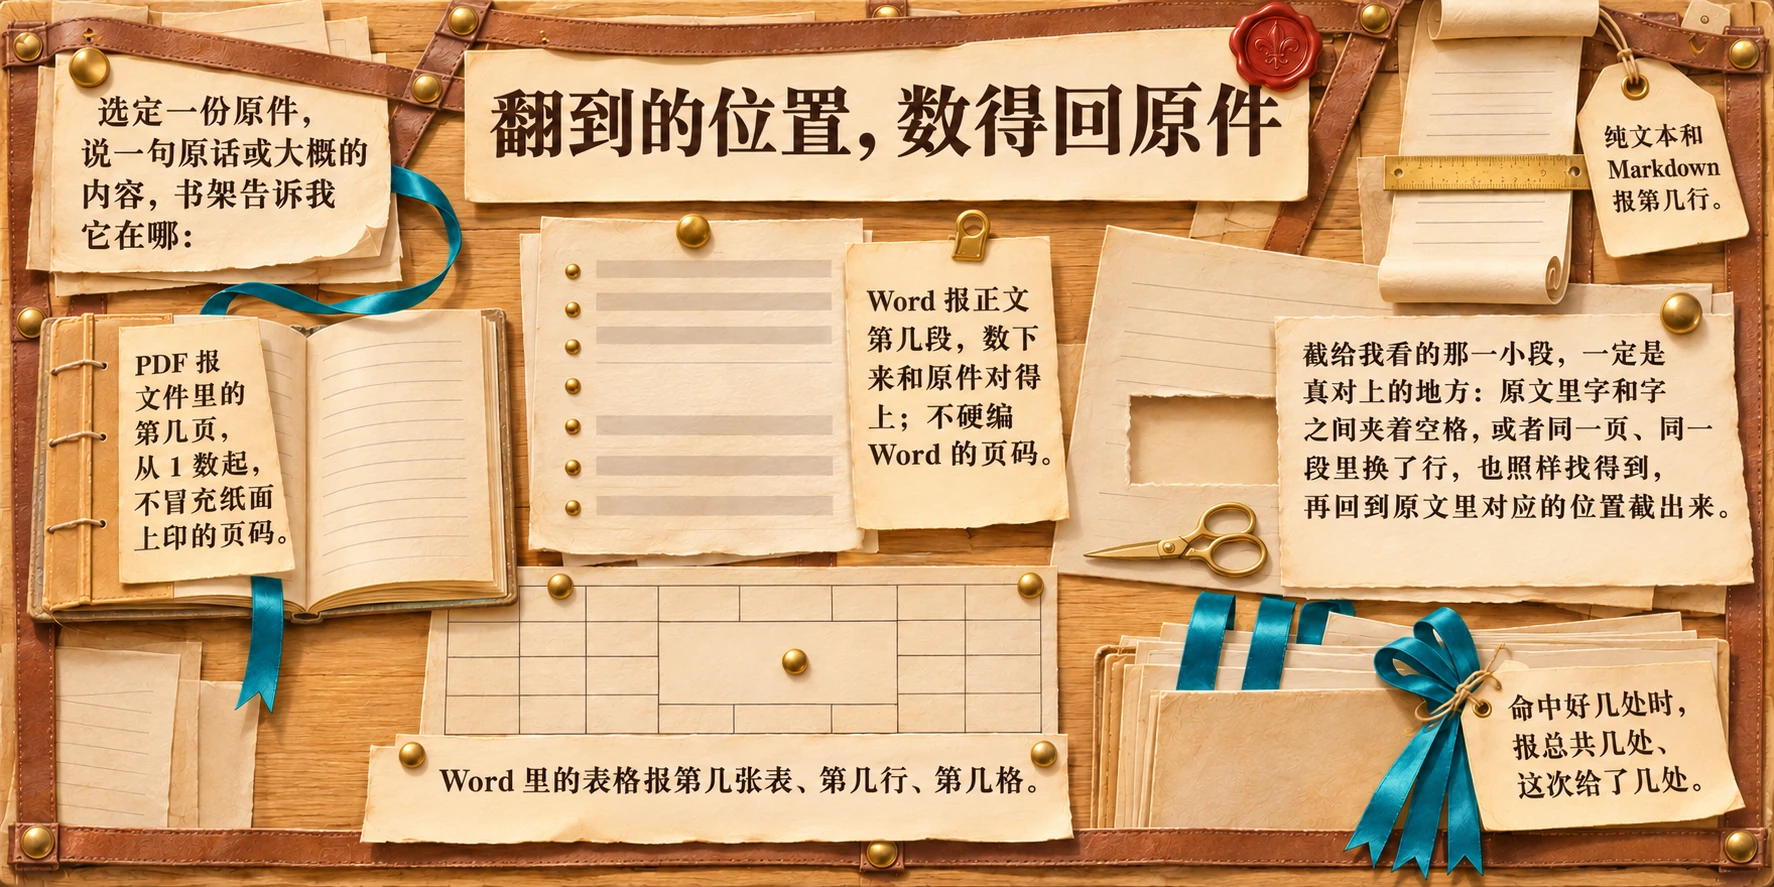 翻到的位置，数得回原件
选定一份原件，
说一句原话或大概的
内容，书架告诉我
它在哪：
纯文本和
Markdown
报第几行。
PDF 报
文件里的
第几页，
从 1 数起，
不冒充纸面
上印的页码。
Word 报正文
第几段，数下
来和原件对得
上；不硬编
Word 的页码。
截给我看的那一小段，一定是
真对上的地方：原文里字和字
之间夹着空格，或者同一页、同一
段里换了行，也照样找得到，
再回到原文里对应的位置截出来。
Word 里的表格报第几张表、第几行、第几格。
命中好几处时，
报总共几处、
这次给了几处。